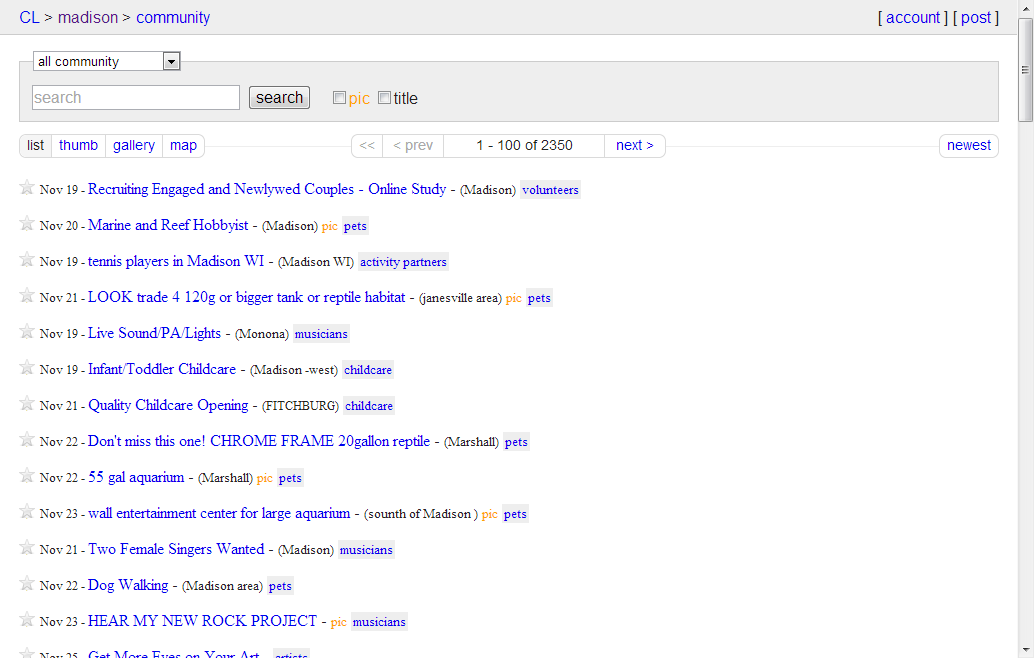 CL > madison > community [ account ] [ post ]
all community
search search pic title
list thumb gallery map << < prev 1 - 100 of 2350 next > newest
Nov 19 - Recruiting Engaged and Newlywed Couples - Online Study - (Madison) volunteers
Nov 20 - Marine and Reef Hobbyist - (Madison) pic pets
Nov 19 - tennis players in Madison WI - (Madison WI) activity partners
Nov 21 - LOOK trade 4 120g or bigger tank or reptile habitat - (janesville area) pic pets
Nov 19 - Live Sound/PA/Lights - (Monona) musicians
Nov 19 - Infant/Toddler Childcare - (Madison -west) childcare
Nov 21 - Quality Childcare Opening - (FITCHBURG) childcare
Nov 22 - Don't miss this one! CHROME FRAME 20gallon reptile - (Marshall) pets
Nov 22 - 55 gal aquarium - (Marshall) pic pets
Nov 23 - wall entertainment center for large aquarium - (sounth of Madison ) pic pets
Nov 21 - Two Female Singers Wanted - (Madison) musicians
Nov 22 - Dog Walking - (Madison area) pets
Nov 23 - HEAR MY NEW ROCK PROJECT - pic musicians
Nov 25 - Get More Eyes on Your Art - artists